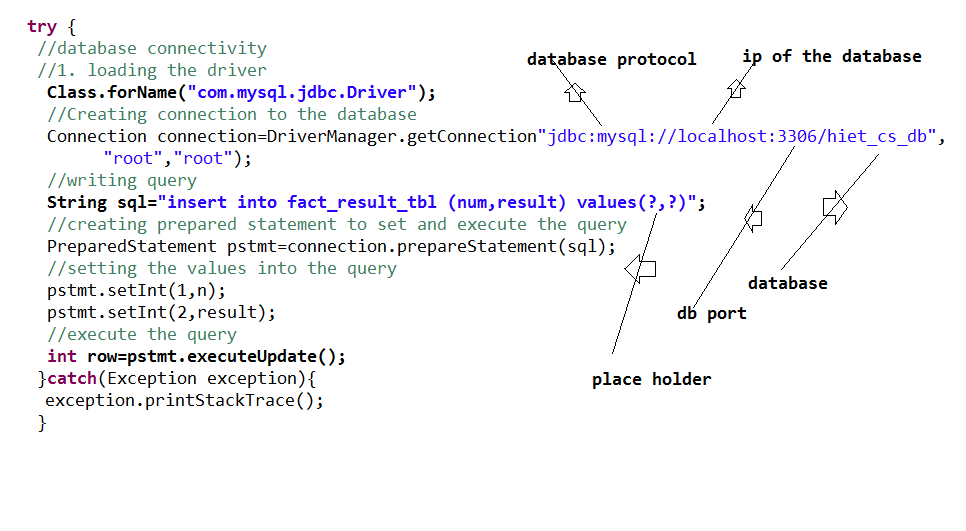 try {
//database connectivity
//1. loading the driver
Class.forName("com.mysql.jdbc.Driver");
//Creating connection to the database
Connection connection=DriverManager.getConnection"jdbc:mysql://localhost:3306/hiet_cs_db",
"root","root");
//writing query
String sql="insert into fact_result_tbl (num,result) values(?,?)";
//creating prepared statement to set and execute the query
PreparedStatement pstmt=connection.prepareStatement(sql);
//setting the values into the query
pstmt.setInt(1,n);
pstmt.setInt(2,result);
//execute the query
int row=pstmt.executeUpdate();
}catch(Exception exception){
exception.printStackTrace();
}
database protocol
ip of the database
database
db port
place holder